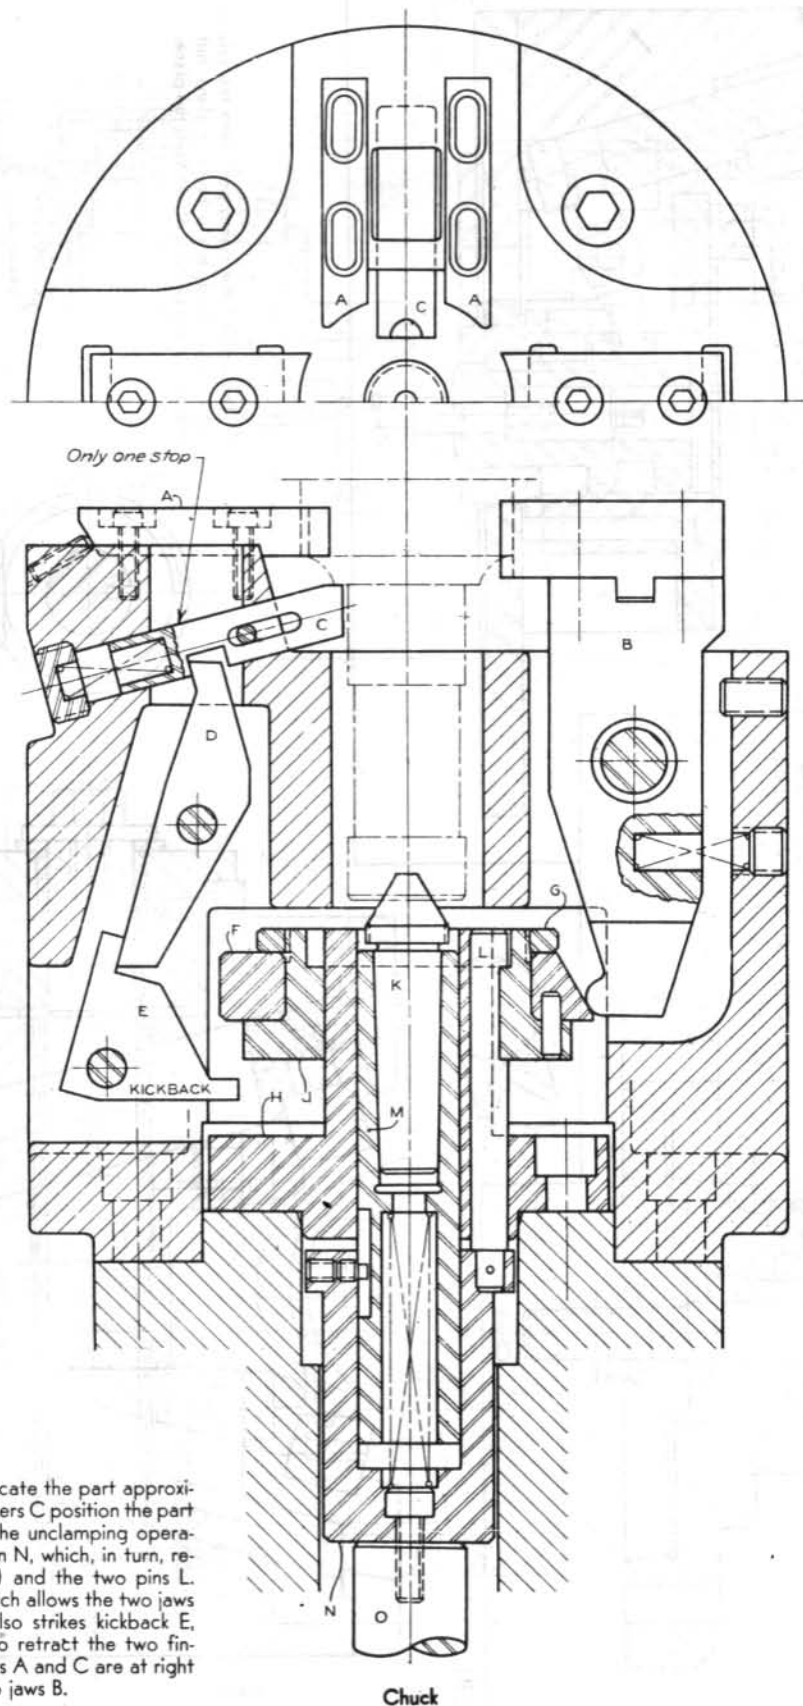 A
C
A
Only one stop
A
C
B
D
G
F
L
K
E
KICKBACK
H
J
M
cate the part approxi-
ers C position the part
he unclamping opera-
n N, which, in turn, re-
) and the two pins L.
ch allows the two jaws
lso strikes kickback E,
o retract the two fin-
s A and C are at right
jaws B.
N
O
Chuck